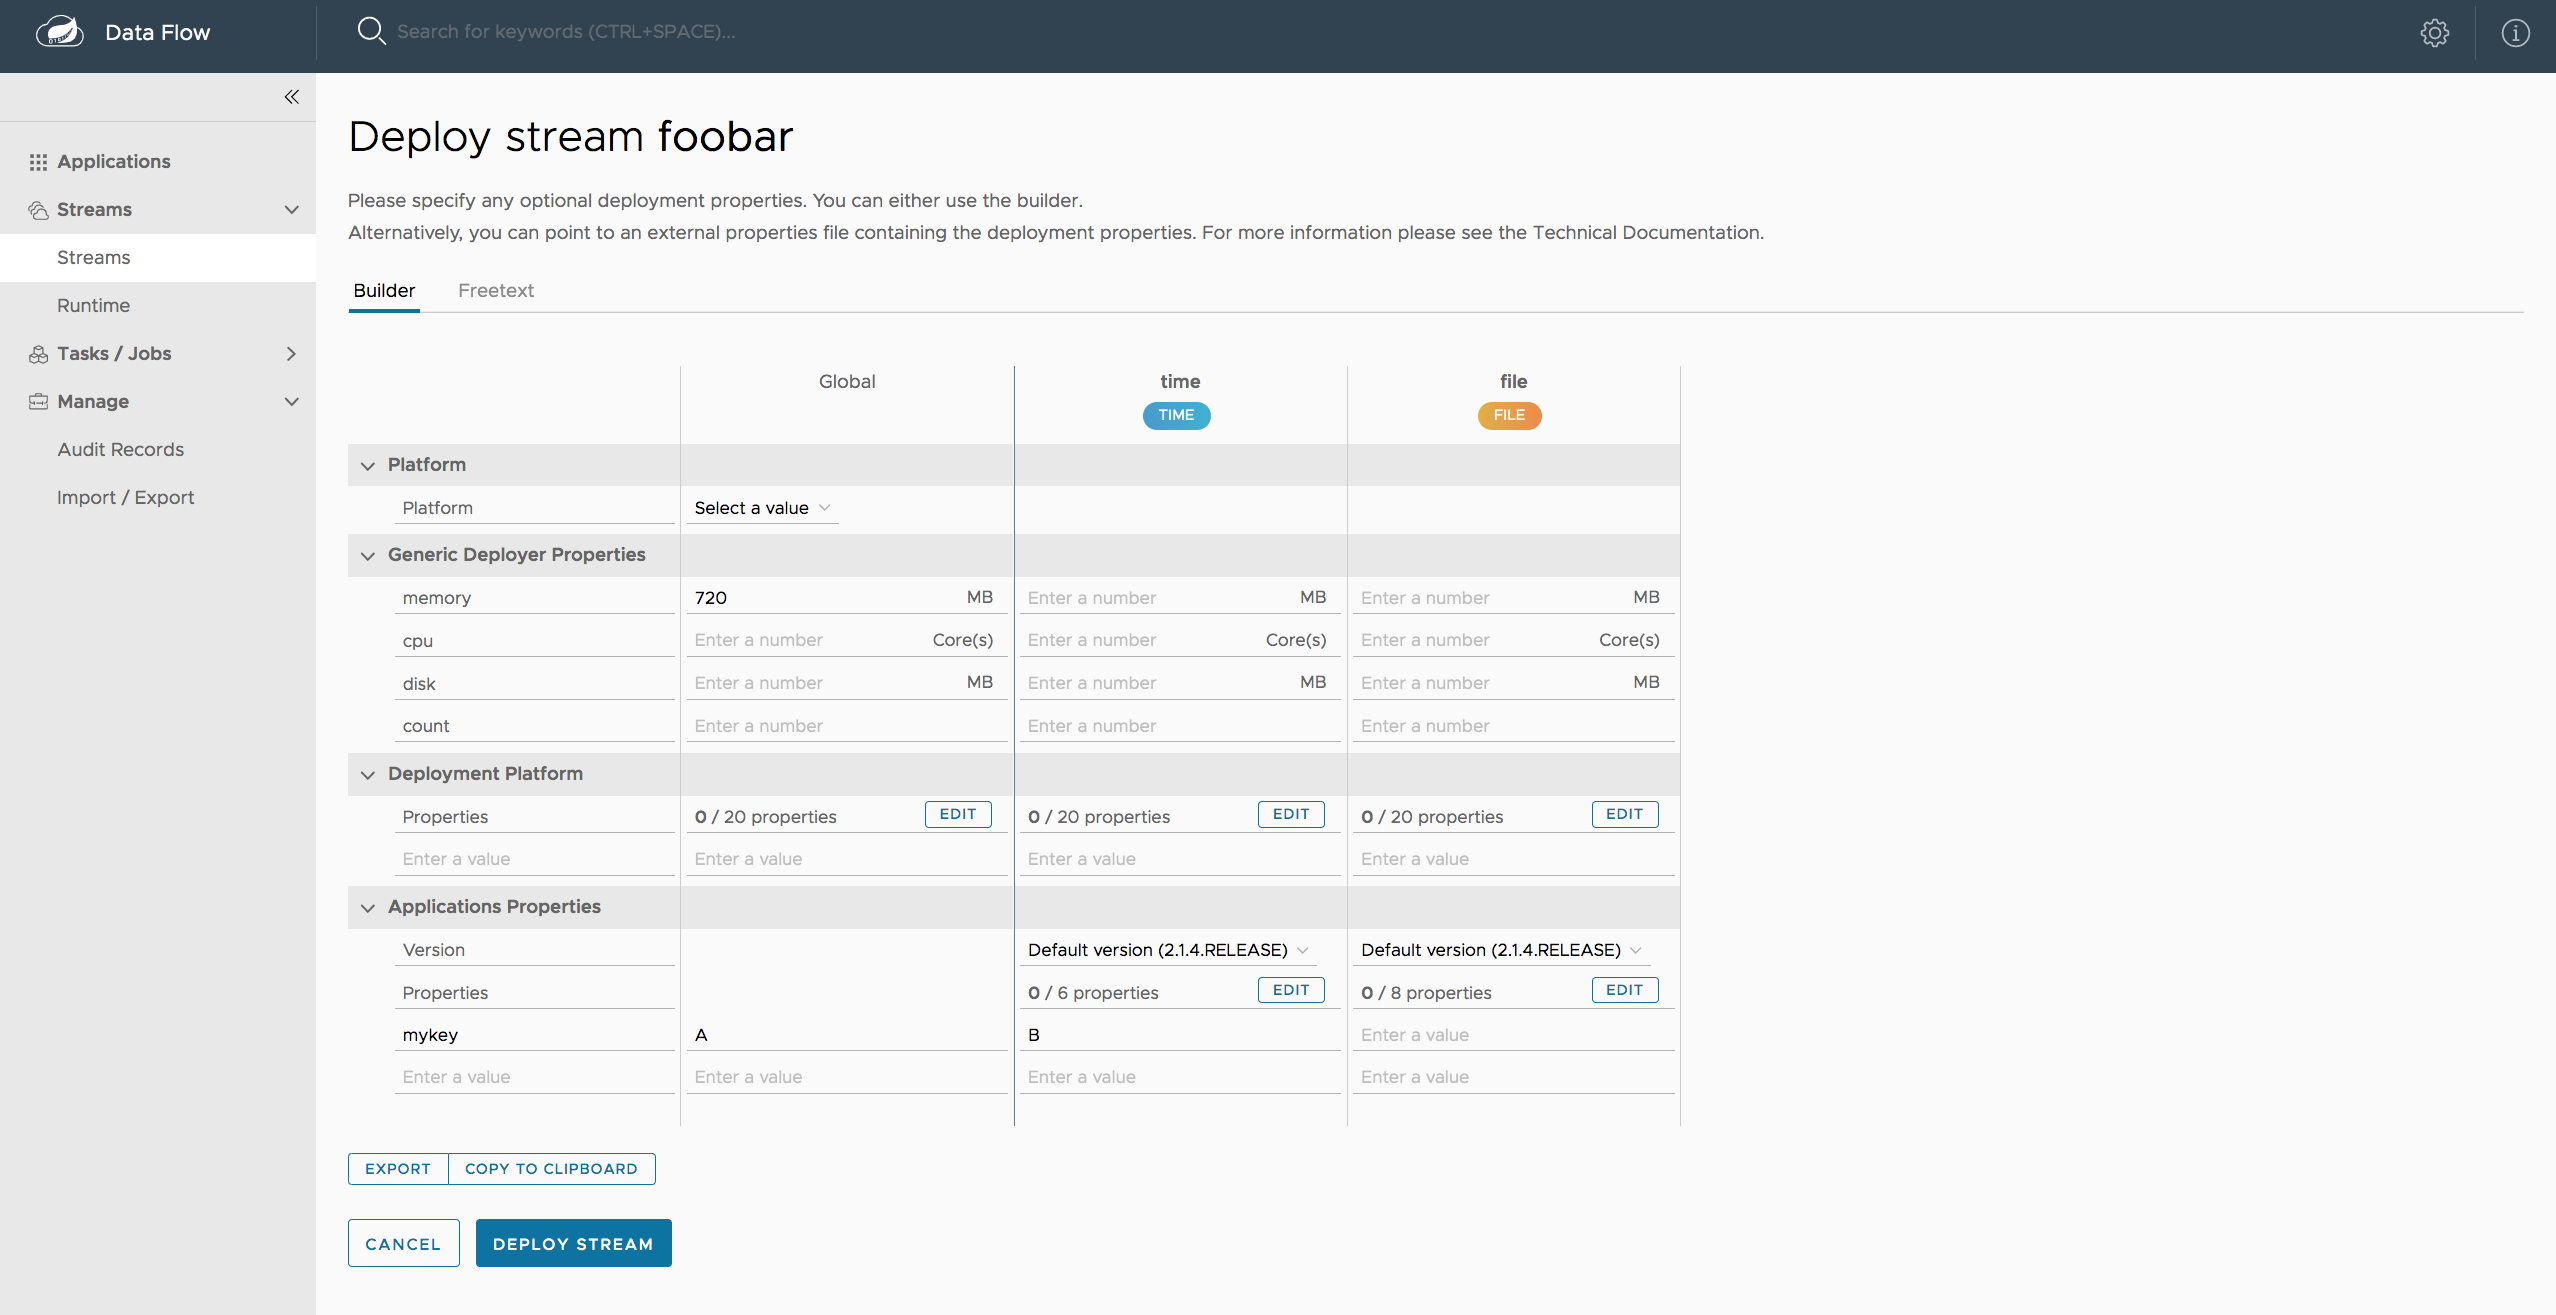 Data Flow
Search for keywords (CTRL+SPACE)...
Applications
Streams
Streams
Runtime
Tasks / Jobs
Manage
Audit Records
Import / Export
Deploy stream foobar
Please specify any optional deployment properties. You can either use the builder.
Alternatively, you can point to an external properties file containing the deployment properties. For more information please see the Technical Documentation.
Builder Freetext
Global time file
TIME FILE
Platform
Platform Select a value
Generic Deployer Properties
memory 720 MB Enter a number MB Enter a number MB
cpu Enter a number Core(s) Enter a number Core(s) Enter a number Core(s)
disk Enter a number MB Enter a number MB Enter a number MB
count Enter a number Enter a number Enter a number
Deployment Platform
Properties 0 / 20 properties EDIT 0 / 20 properties EDIT 0 / 20 properties EDIT
Enter a value Enter a value Enter a value Enter a value
Applications Properties
Version Default version (2.1.4.RELEASE) Default version (2.1.4.RELEASE)
Properties 0 / 6 properties EDIT 0 / 8 properties EDIT
mykey A B Enter a value
Enter a value Enter a value Enter a value Enter a value
EXPORT COPY TO CLIPBOARD
CANCEL DEPLOY STREAM